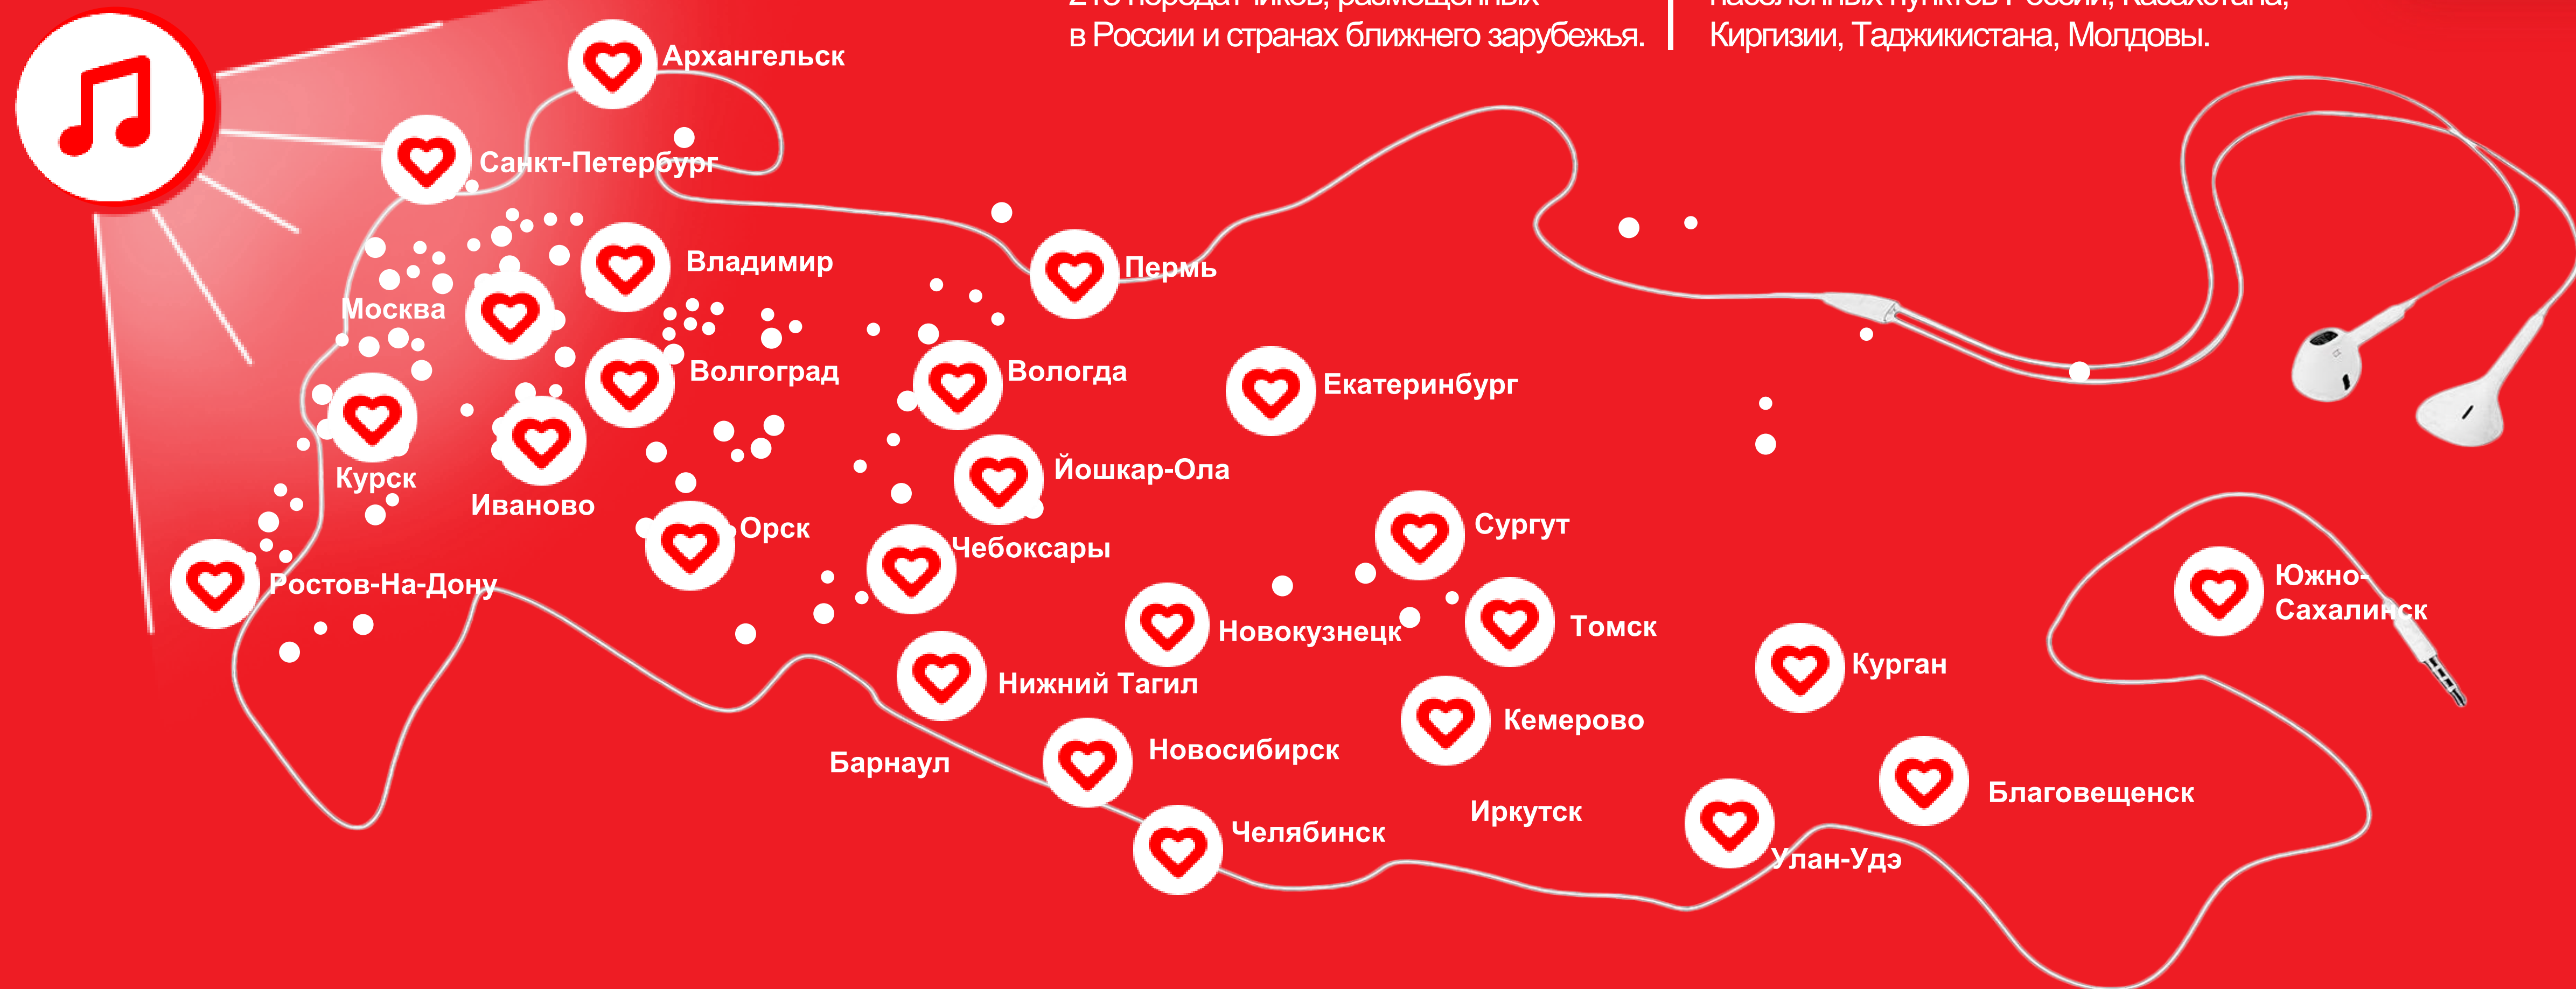 в России и странах ближнего зарубежья.
Киргизии, Таджикистана, Молдовы.
Архангельск
Санкт-Петербург
Владимир
Пермь
Москва
Волгоград
Вологда
Екатеринбург
Йошкар-Ола
Курск
Иваново
Орск
Сургут
Чебоксары
Ростов-На-Дону
Южно-
Сахалинск
Новокузнецк
Томск
Курган
Нижний Тагил
Кемерово
Новосибирск
Барнаул
Благовещенск
Иркутск
Челябинск
Улан-Удэ